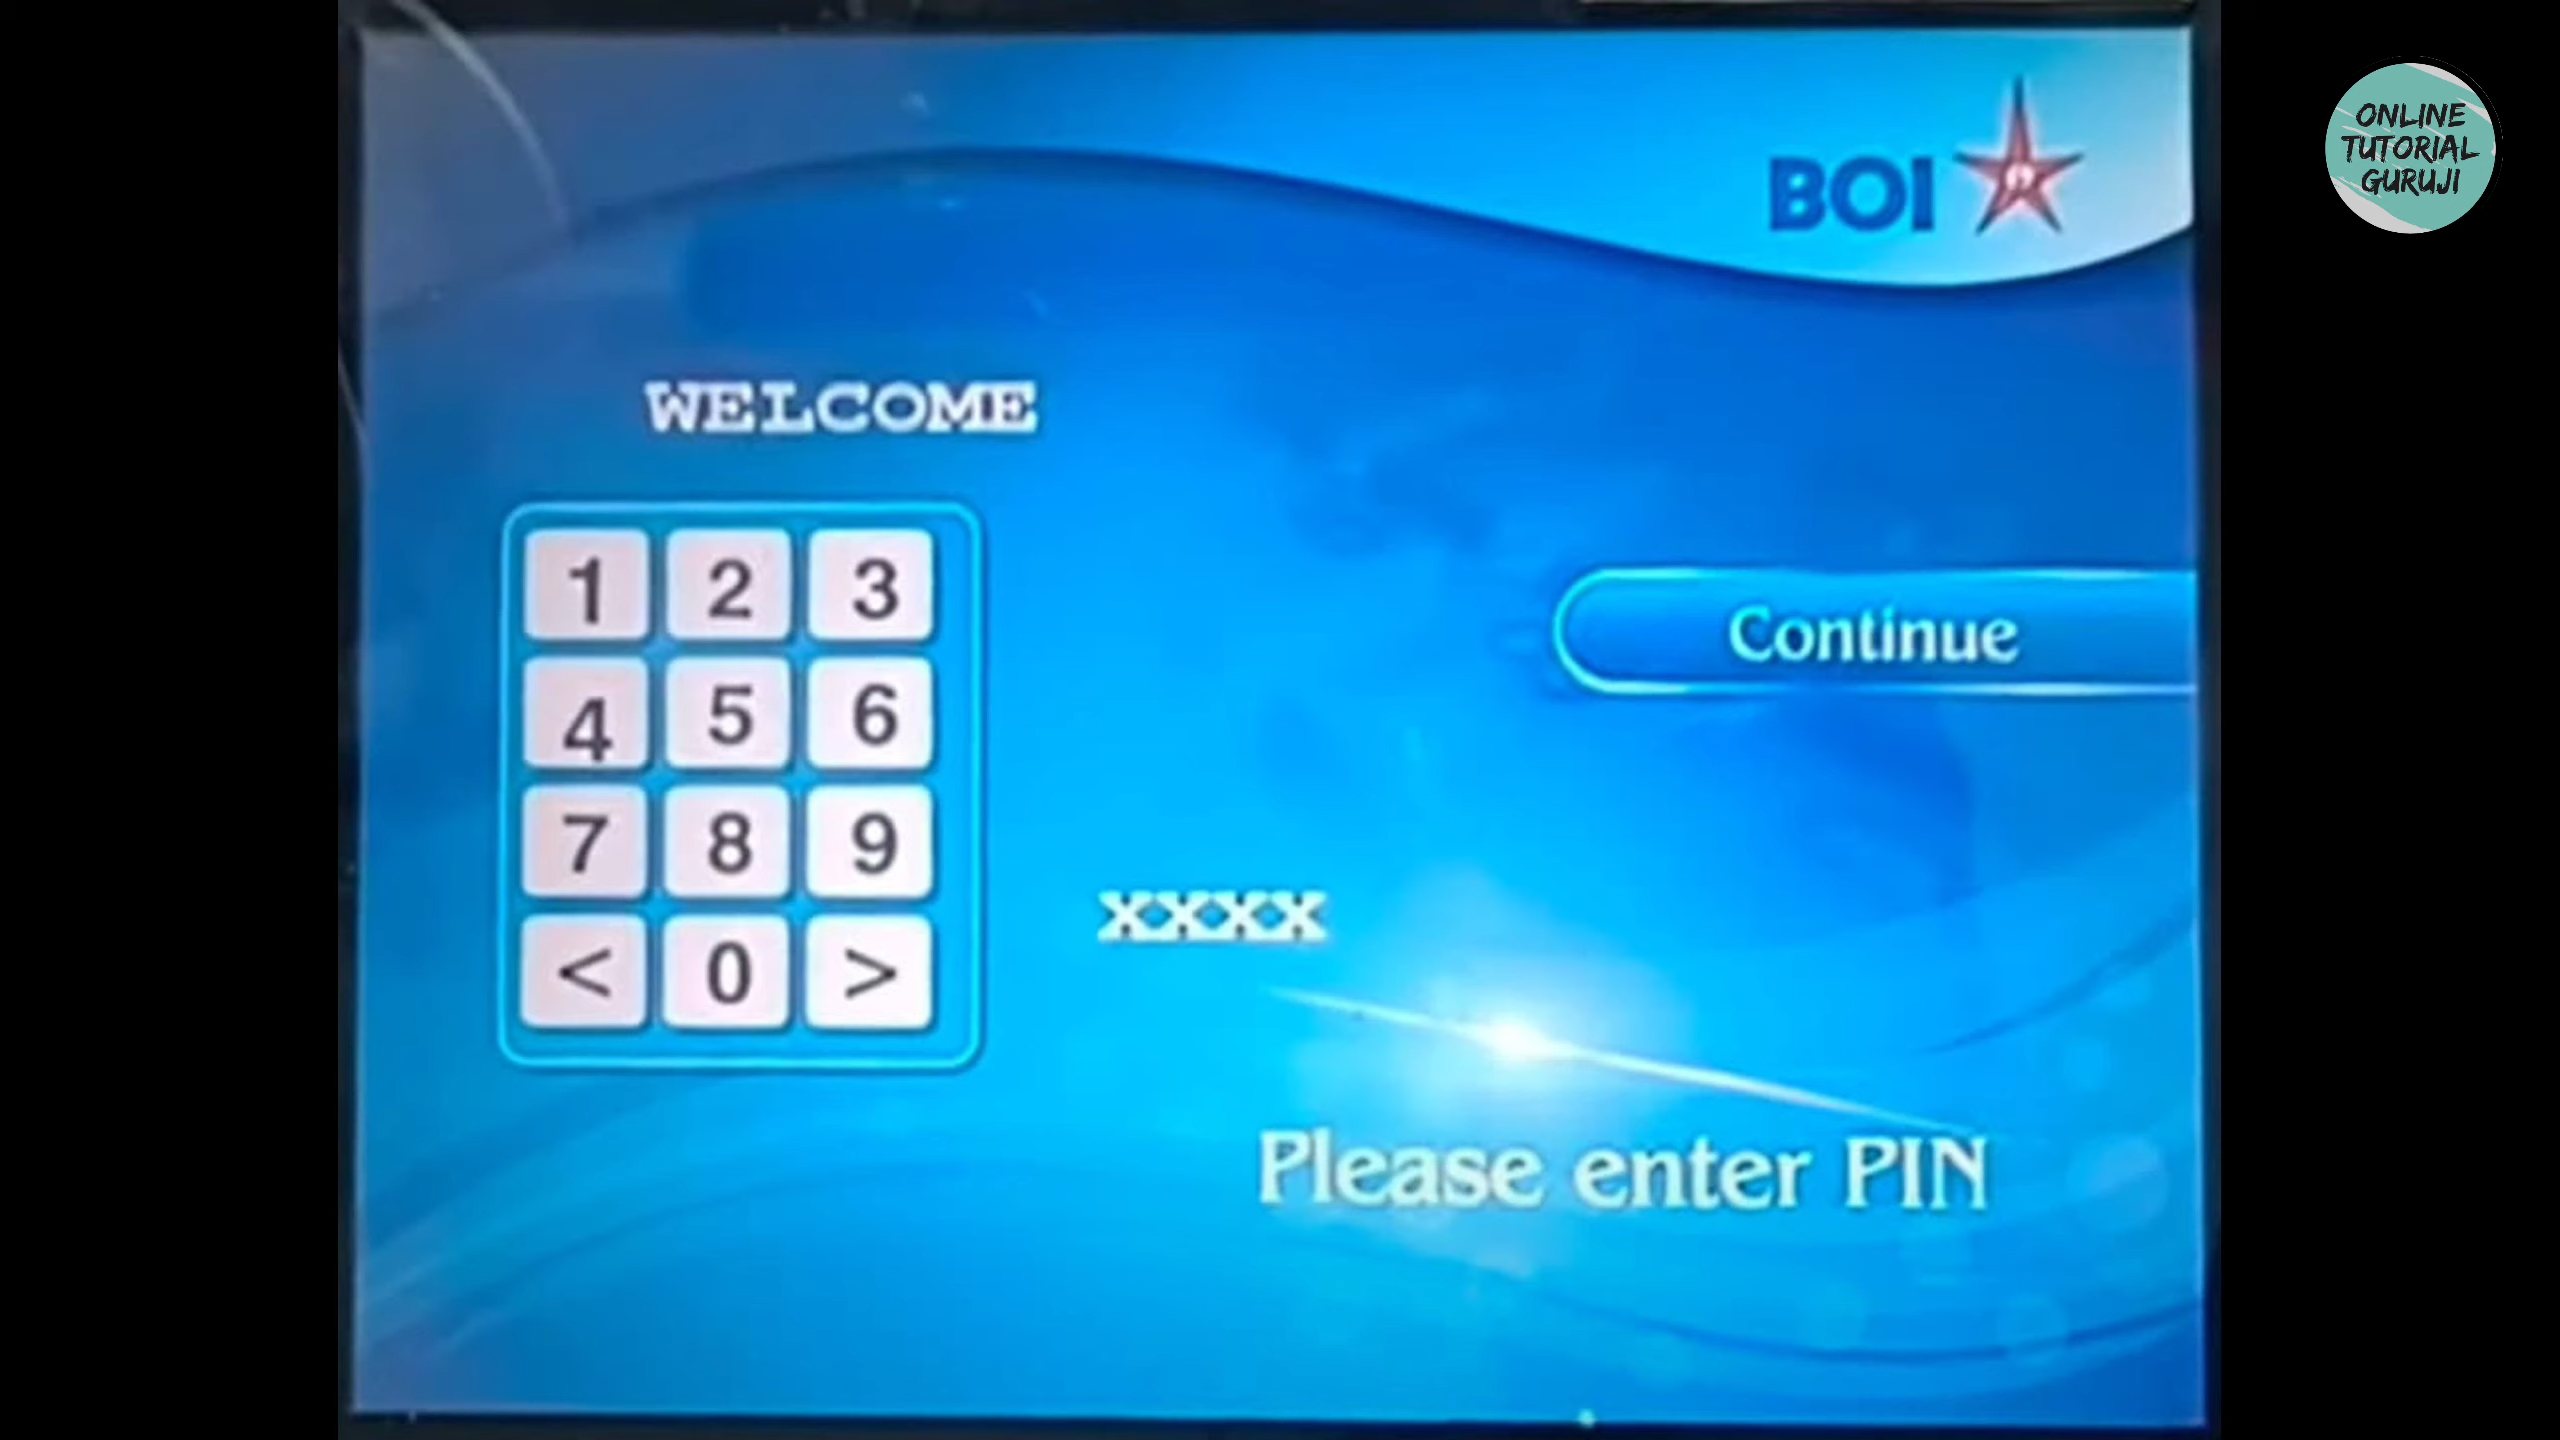 BOI
ONLINE
TUTORIAL
GURUJI
WELCOME
1 2 3
4 5 6
7 8 9
< 0 >
Continue
XXXX
Please enter PIN